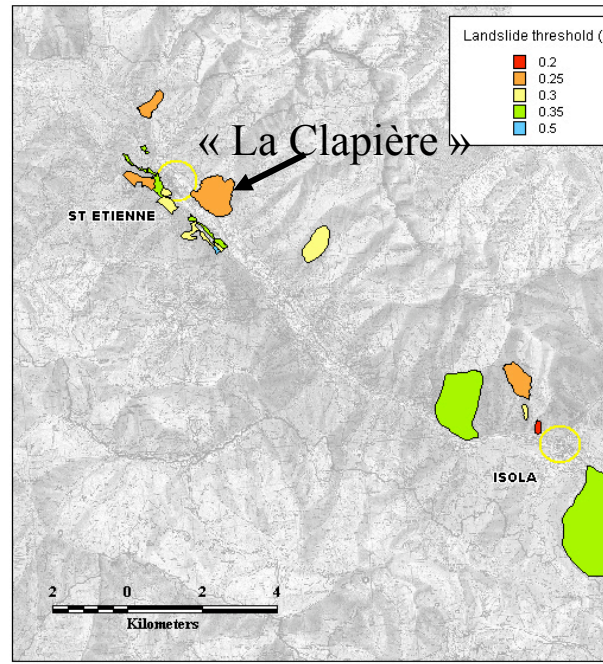 Landslide threshold (
0.2
0.25
0.3
0.35
0.5
« La Clapière »
ST ETIENNE
ISOLA
2 0 2 4
Kilometers